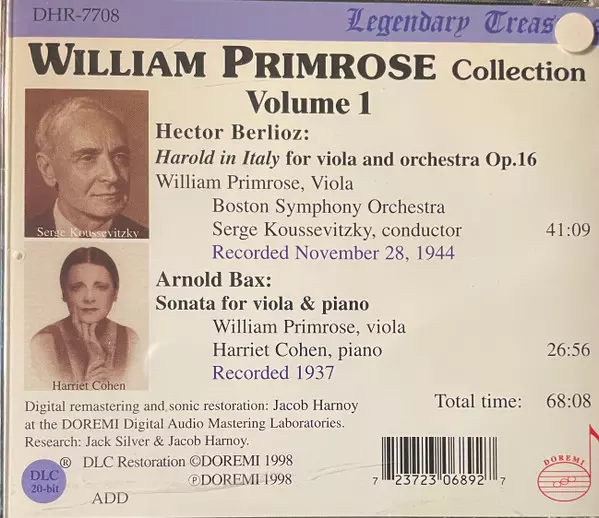 DHR-7708
Legendary Treas
WILLIAM PRIMROSE Collection
Volume 1
Hector Berlioz:
Harold in Italy for viola and orchestra Op.16
William Primrose, Viola
Boston Symphony Orchestra
Serge Koussevitzky, conductor 41:09
Recorded November 28, 1944
Serge Koussevitzky
Arnold Bax:
Sonata for viola & piano
William Primrose, viola
Harriet Cohen, piano 26:56
Recorded 1937
Harriet Cohen
Digital remastering and sonic restoration: Jacob Harnoy
at the DOREMI Digital Audio Mastering Laboratories.
Research: Jack Silver & Jacob Harnoy.
Total time: 68:08
DLC
20-bit
®
DLC Restoration ©DOREMI 1998
℗DOREMI 1998
ADD
7 23723 06892 7
DOREMI